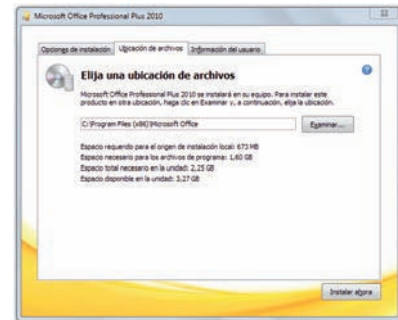 Microsoft Office Professional Plus 2010
Opciones de instalación
Ubicación de archivos
Información del usuario
Elija una ubicación de archivos
Microsoft Office Professional Plus 2010 se instalará en su equipo. Para instalar este
producto en otra ubicación, haga clic en Examinar y, a continuación, elija la ubicación.
C:\Program Files (x86)\Microsoft Office
Examinar...
Espacio requerido para el origen de instalación local: 673 MB
Espacio necesario para los archivos de programa: 1,60 GB
Espacio total necesario en la unidad: 2,25 GB
Espacio disponible en la unidad: 3,27 GB
Instalar ahora